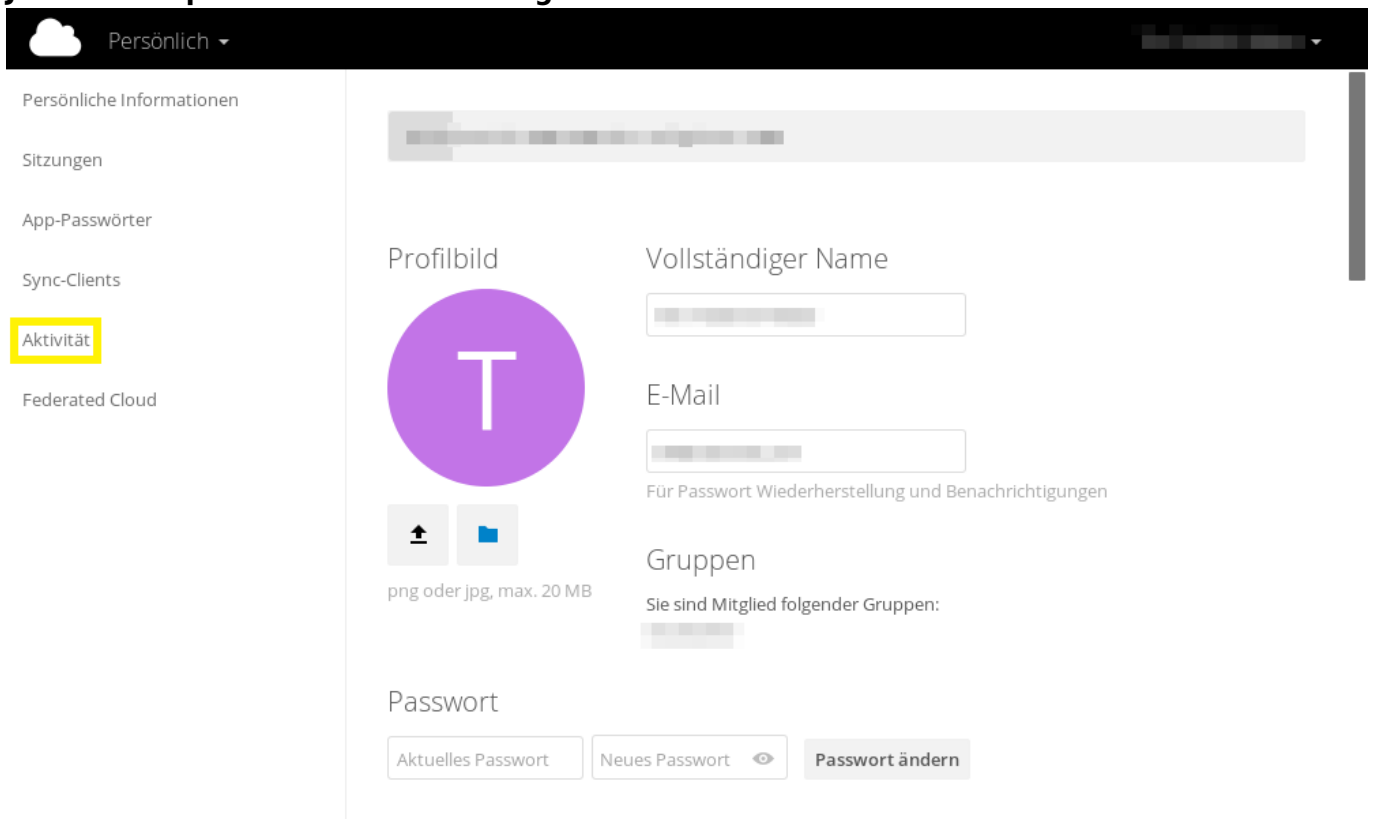 Persönlich
Persönliche Informationen
Sitzungen
App-Passwörter
Sync-Clients
Aktivität
Federated Cloud
Profilbild
T
png oder jpg, max. 20 MB
Vollständiger Name
E-Mail
Für Passwort Wiederherstellung und Benachrichtigungen
Gruppen
Sie sind Mitglied folgender Gruppen:
Passwort
Aktuelles Passwort
Neues Passwort
Passwort ändern